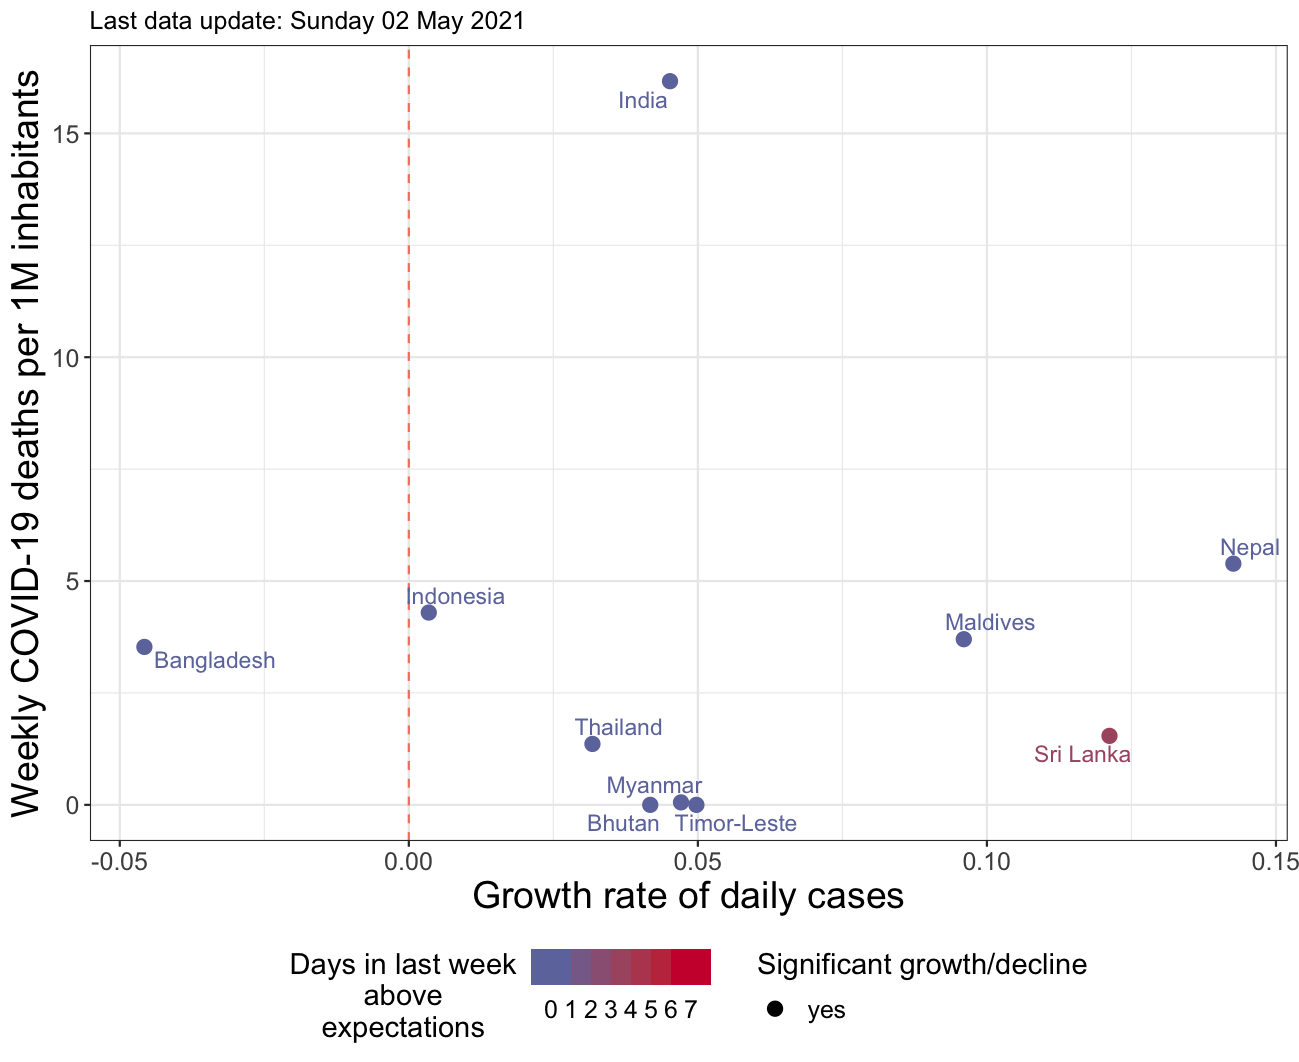 Last data update: Sunday 02 May 2021
Weekly COVID-19 deaths per 1M inhabitants
15
10
5
0
India
Nepal
Indonesia
Maldives
Bangladesh
Thailand
Sri Lanka
Myanmar
Bhutan
Timor-Leste
-0.05 0.00 0.05 0.10 0.15
Growth rate of daily cases
Days in last week
above
expectations
0 1 2 3 4 5 6 7
Significant growth/decline
yes